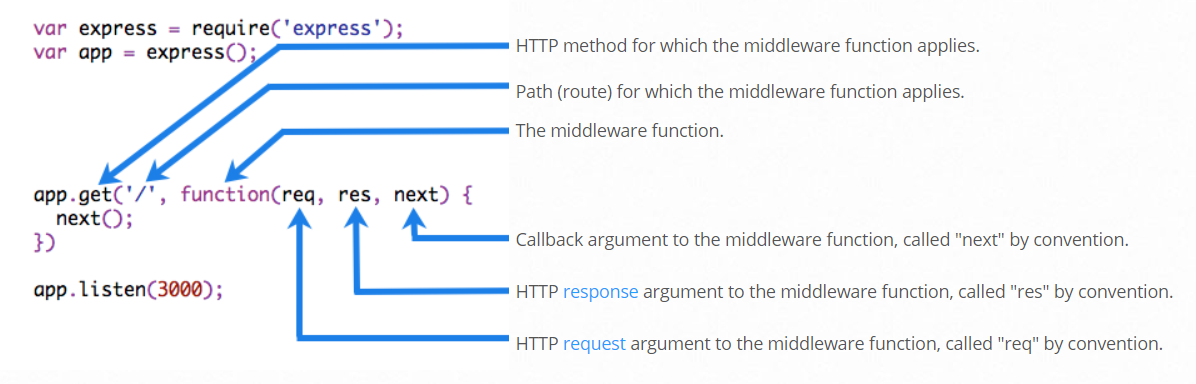 var express = require('express');
var app = express();
HTTP method for which the middleware function applies.
Path (route) for which the middleware function applies.
The middleware function.
app.get('/', function(req, res, next) {
  next();
})
Callback argument to the middleware function, called "next" by convention.
app.listen(3000);
HTTP response argument to the middleware function, called "res" by convention.
HTTP request argument to the middleware function, called "req" by convention.